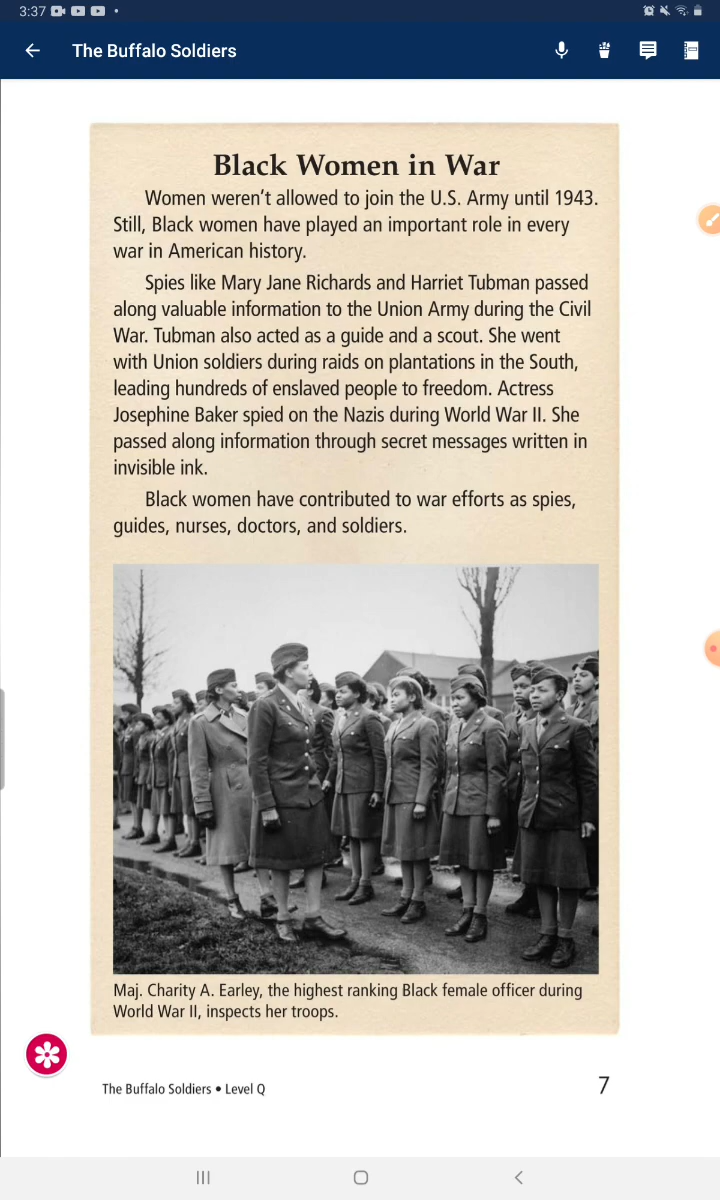 3:37
The Buffalo Soldiers
Black Women in War
Women weren’t allowed to join the U.S. Army until 1943.
Still, Black women have played an important role in every
war in American history.
Spies like Mary Jane Richards and Harriet Tubman passed
along valuable information to the Union Army during the Civil
War. Tubman also acted as a guide and a scout. She went
with Union soldiers during raids on plantations in the South,
leading hundreds of enslaved people to freedom. Actress
Josephine Baker spied on the Nazis during World War II. She
passed along information through secret messages written in
invisible ink.
Black women have contributed to war efforts as spies,
guides, nurses, doctors, and soldiers.
Maj. Charity A. Earley, the highest ranking Black female officer during
World War II, inspects her troops.
The Buffalo Soldiers • Level Q
7